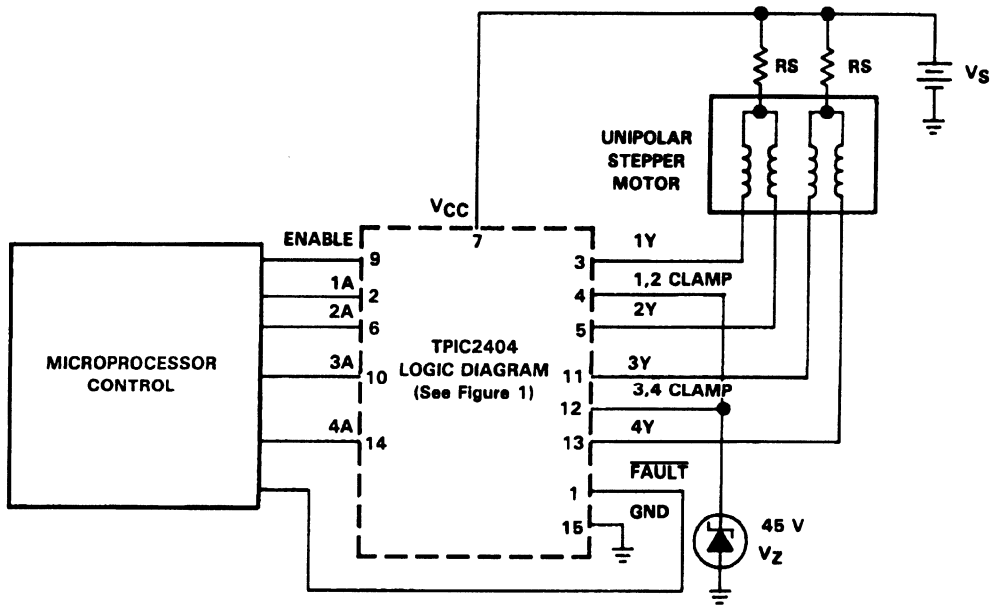 RS
RS
VS
UNIPOLAR
STEPPER
MOTOR
VCC
7
ENABLE
9
1A
2
2A
6
3A
10
4A
14
MICROPROCESSOR
CONTROL
TPIC2404
LOGIC DIAGRAM
(See Figure 1)
3
1Y
4
1,2 CLAMP
5
2Y
11
3Y
12
3,4 CLAMP
13
4Y
1
FAULT
15
GND
45 V
VZ